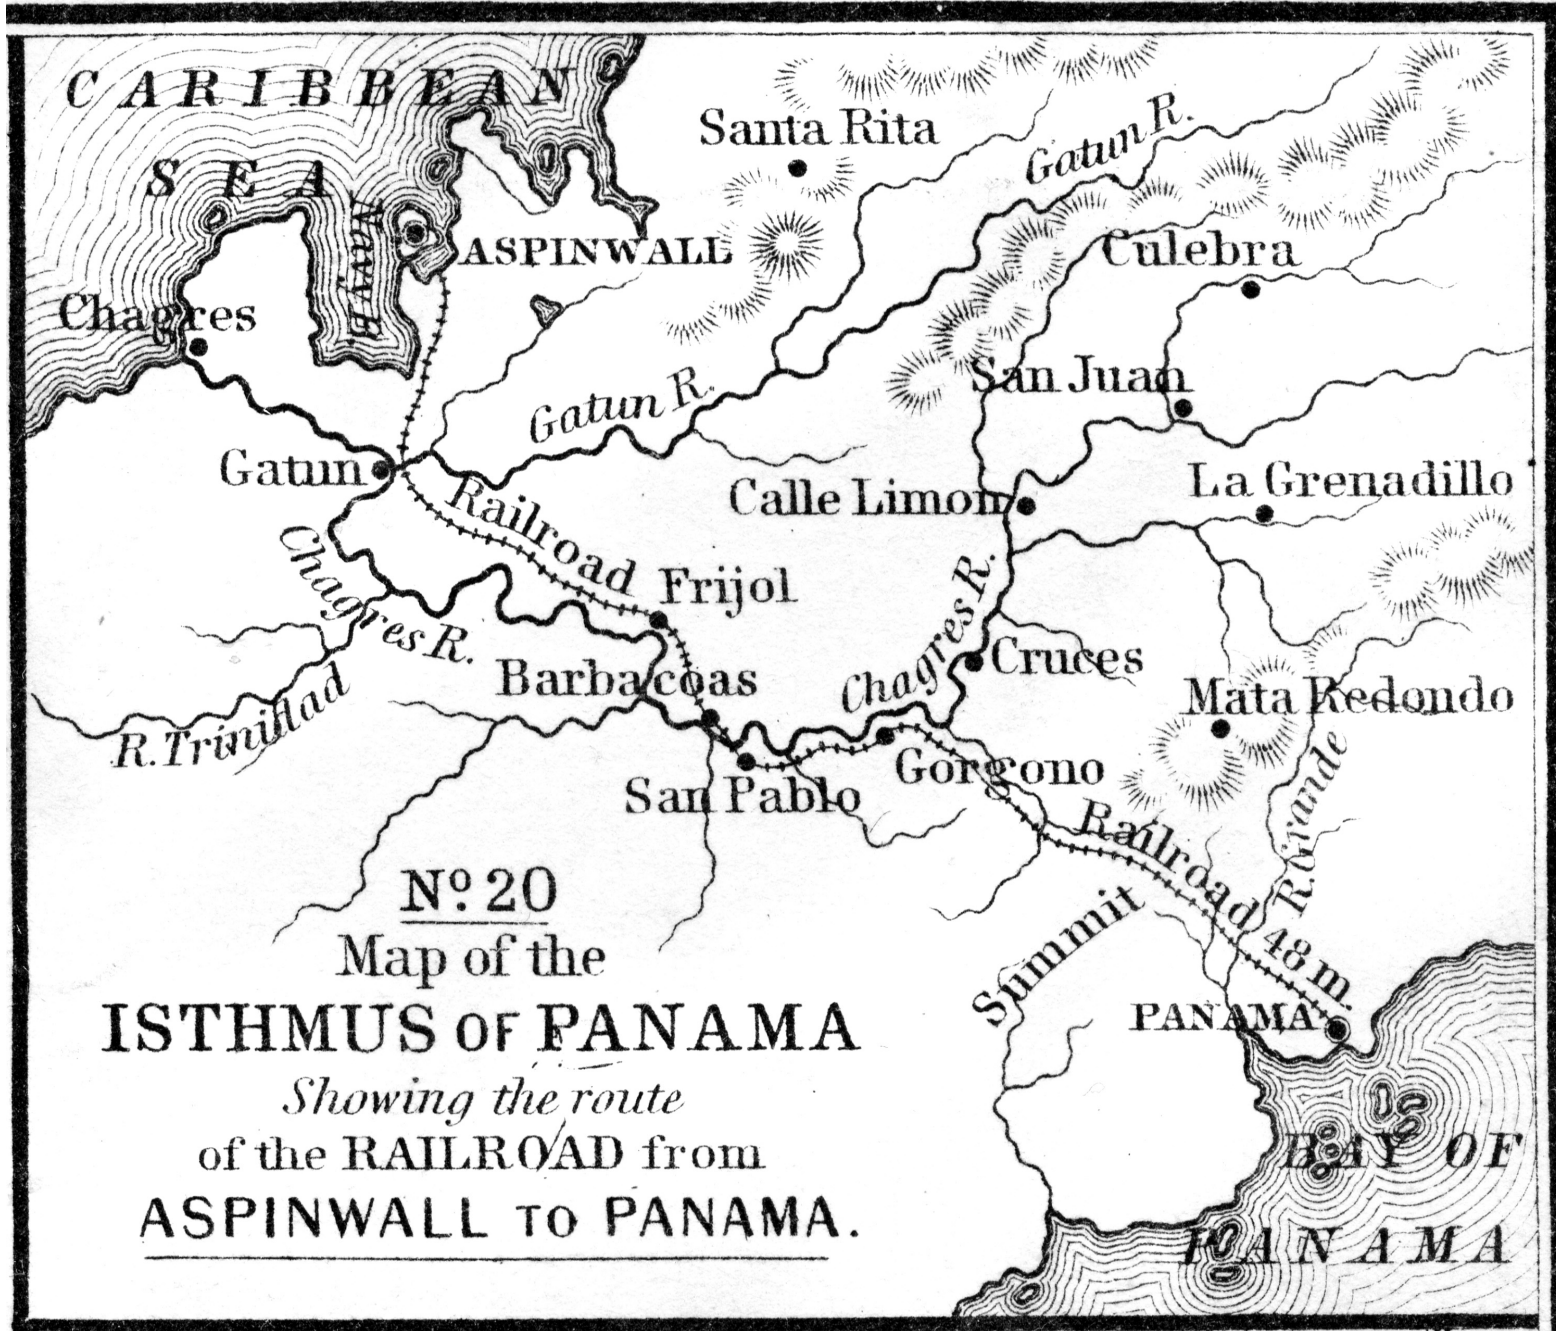 CARIBBEAN
SEA
Santa Rita
Gatun R.
Navy B.
ASPINWALL
Culebra
Chagres
San Juan
Gatun R.
Gatun
Calle Limon
La Grenadillo
Railroad
Chagres R.
Frijol
Chagres R.
Cruces
Barbacoas
Mata Redondo
R. Trinidad
Gorgono
San Pablo
R. Grande
Railroad 48 m.
Summit
PANAMA
BAY OF
PANAMA
No. 20
Map of the
ISTHMUS OF PANAMA
Showing the route
of the RAILROAD from
ASPINWALL TO PANAMA.